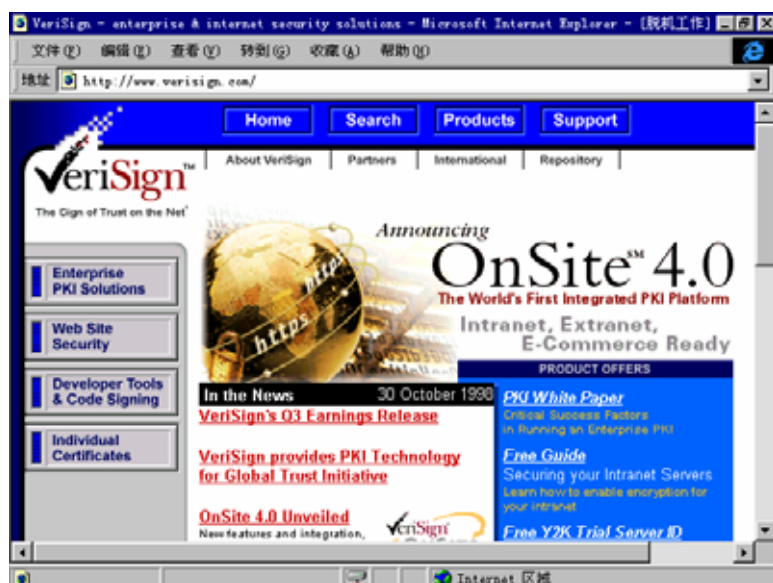 VeriSign - enterprise & internet security solutions - Microsoft Internet Explorer - [脱机工作]
文件(F) 编辑(E) 查看(V) 转到(G) 收藏(A) 帮助(H)
地址 http://www.verisign.com/
Home Search Products Support
About VeriSign | Partners | International | Repository |
VeriSign™
The Sign of Trust on the Net
Enterprise
PKI Solutions
Web Site
Security
Developer Tools
& Code Signing
Individual
Certificates
https
https
https
Announcing
OnSite℠ 4.0
The World's First Integrated PKI Platform
Intranet, Extranet,
E-Commerce Ready
In the News 30 October 1998
VeriSign's Q3 Earnings Release
VeriSign provides PKI Technology
for Global Trust Initiative
OnSite 4.0 Unveiled
New features and integration,
VeriSign
PRODUCT OFFERS
PKI White Paper
Critical Success Factors
in Running an Enterprise PKI
Free Guide
Securing your Intranet Servers
Learn how to enable encryption for
your intranet
Free Y2K Trial Server ID
Internet 区域